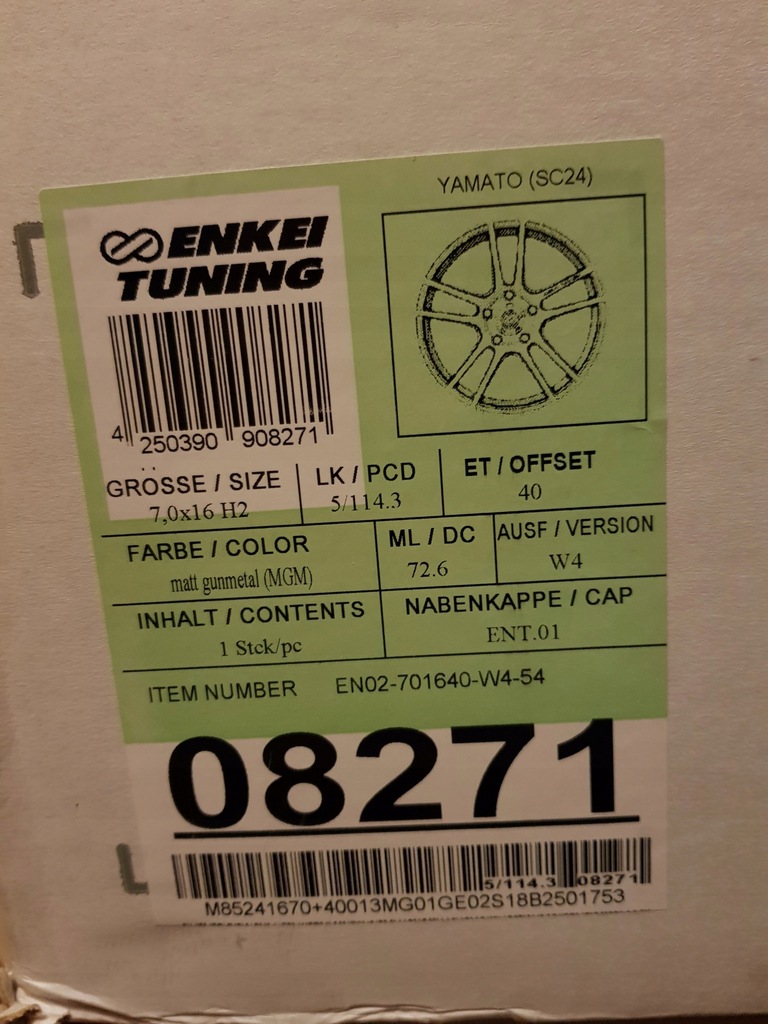 YAMATO (SC24)
ENKEI
TUNING
4 250390 908271
GRÖSSE / SIZE
7,0x16 H2
LK / PCD
5/114.3
ET / OFFSET
40
FARBE / COLOR
matt gunmetal (MGM)
ML / DC
72.6
AUSF / VERSION
W4
INHALT / CONTENTS
1 Stck/pc
NABENKAPPE / CAP
ENT.01
ITEM NUMBER EN02-701640-W4-54
08271
5/114.3 08271
M85241670+40013MG01GE02S18B2501753